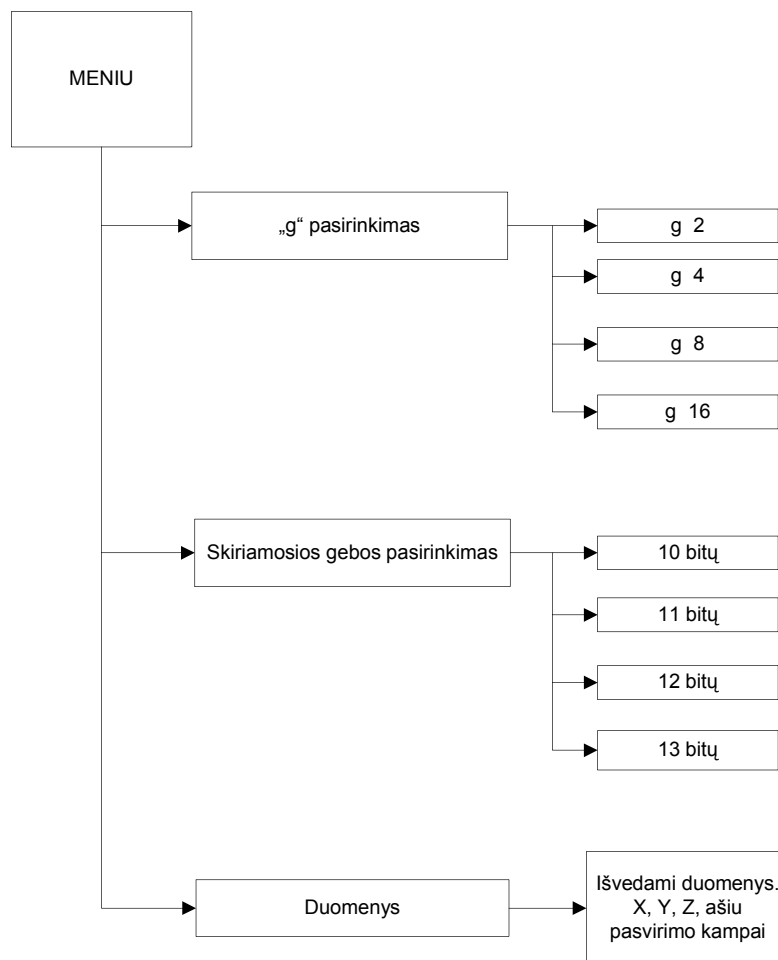 MENIU
„g“ pasirinkimas
g 2
g 4
g 8
g 16
Skiriamosios gebos pasirinkimas
10 bitų
11 bitų
12 bitų
13 bitų
Duomenys
Išvedami duomenys.
X, Y, Z, ašiu
pasvirimo kampai